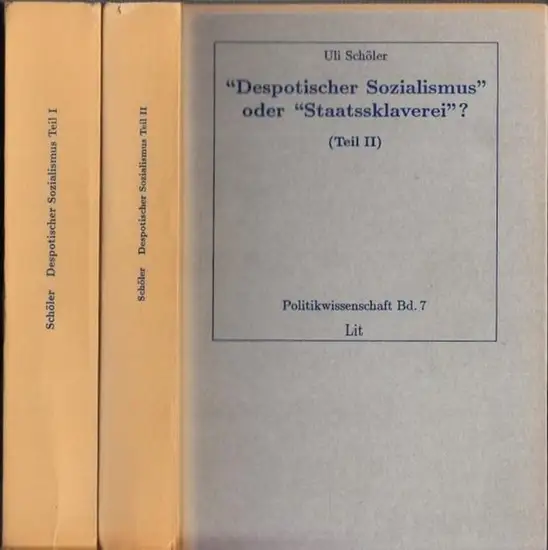 Schöler Despotischer Sozialismus Teil I
Schöler Despotischer Sozialismus Teil II
Uli Schöler
“Despotischer Sozialismus”
oder “Staatssklaverei”?
(Teil II)
Politikwissenschaft Bd. 7
Lit